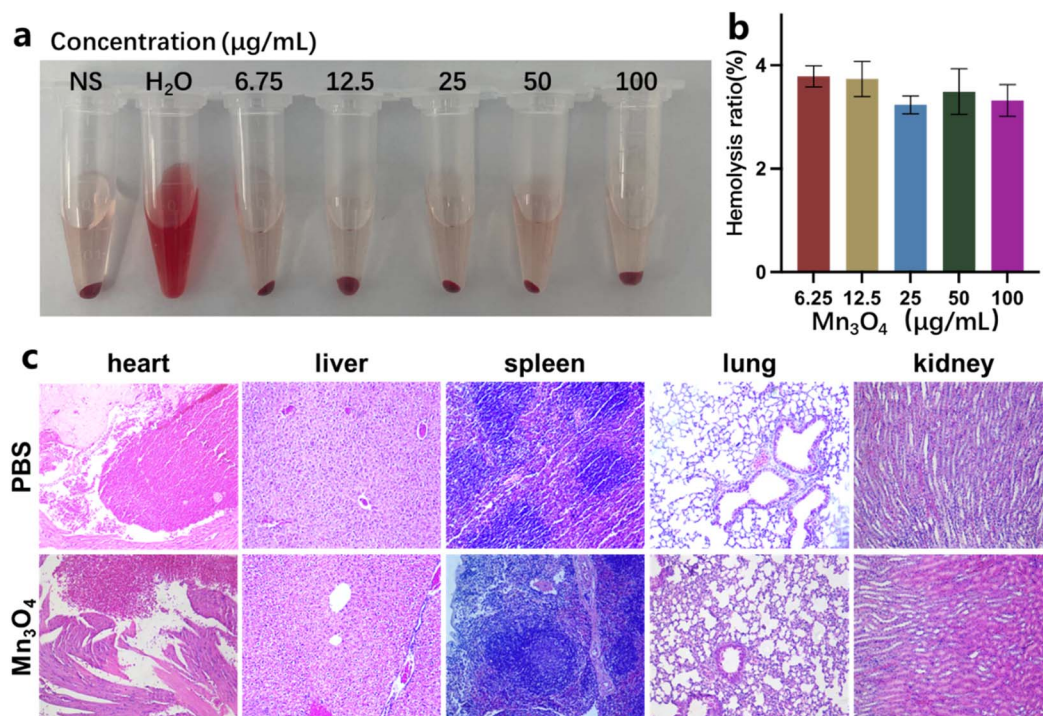 a
Concentration (μg/mL)
NS H₂O 6.75 12.5 25 50 100
b
Hemolysis ratio(%)
4
2
0
6.25 12.5 25 50 100
Mn₃O₄ (μg/mL)
c
heart liver spleen lung kidney
PBS
Mn₃O₄